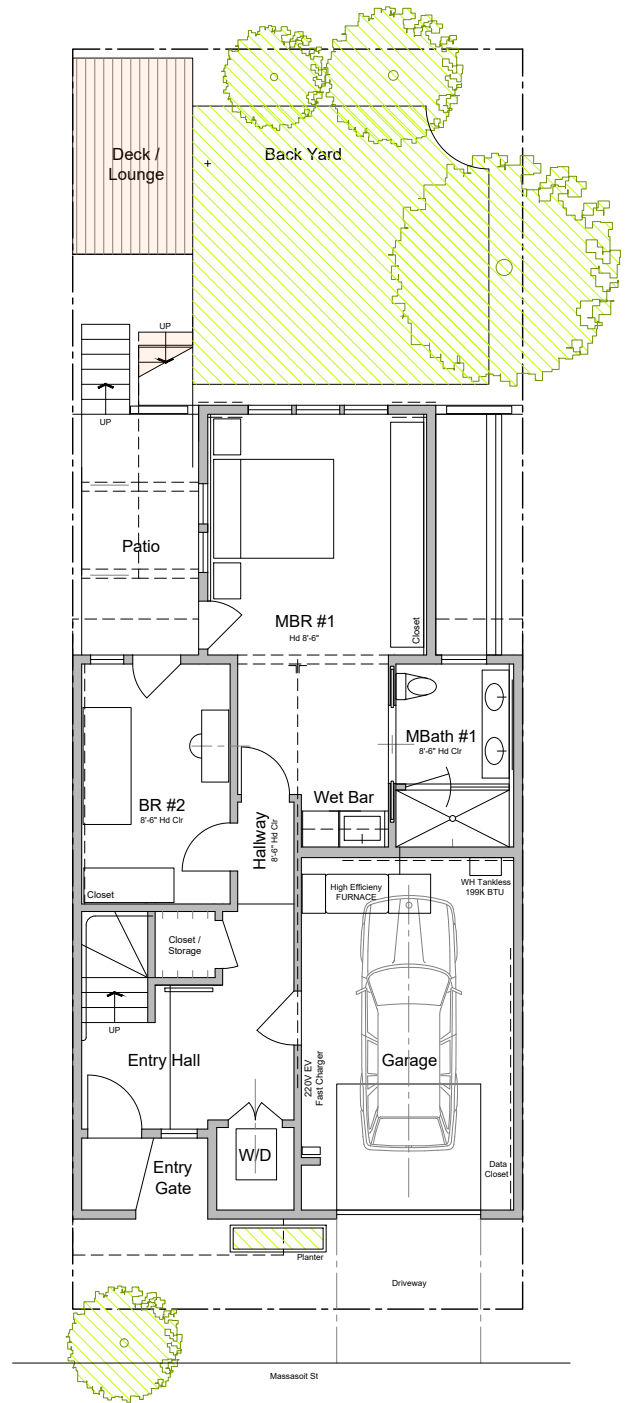 Deck /
Lounge
Back Yard
UP
UP
Patio
MBR #1
Hd 8'-6"
Closet
MBath #1
8'-6" Hd Clr
BR #2
8'-6" Hd Clr
Wet Bar
Hallway
8'-6" Hd Clr
Closet
High Efficieny
FURNACE
WH Tankless
199K BTU
Closet /
Storage
UP
Entry Hall
220V EV
Fast Charger
Garage
W/D
Entry
Gate
Data
Closet
Planter
Driveway
Massasoit St